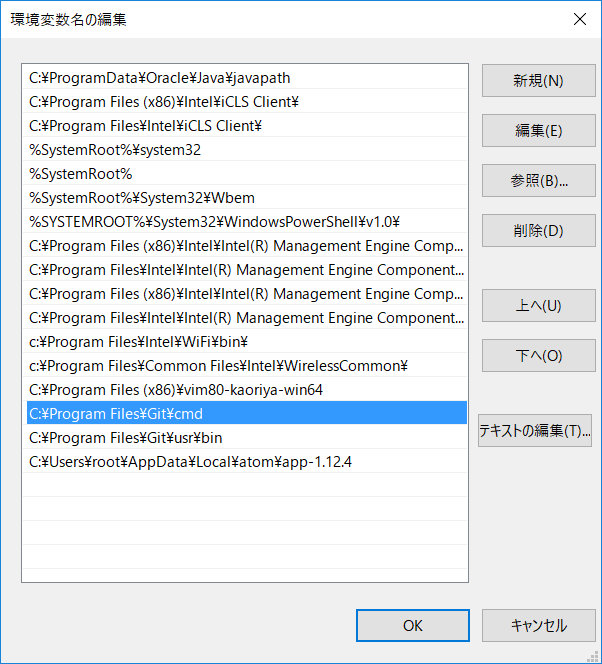 環境変数名の編集
C:¥ProgramData¥Oracle¥Java¥javapath
C:¥Program Files (x86)¥Intel¥iCLS Client¥
C:¥Program Files¥Intel¥iCLS Client¥
%SystemRoot%¥system32
%SystemRoot%
%SystemRoot%¥System32¥Wbem
%SYSTEMROOT%¥System32¥WindowsPowerShell¥v1.0¥
C:¥Program Files (x86)¥Intel¥Intel(R) Management Engine Comp...
C:¥Program Files¥Intel¥Intel(R) Management Engine Component...
C:¥Program Files (x86)¥Intel¥Intel(R) Management Engine Comp...
C:¥Program Files¥Intel¥Intel(R) Management Engine Component...
c:¥Program Files¥Intel¥WiFi¥bin¥
c:¥Program Files¥Common Files¥Intel¥WirelessCommon¥
C:¥Program Files (x86)¥vim80-kaoriya-win64
C:¥Program Files¥Git¥cmd
C:¥Program Files¥Git¥usr¥bin
C:¥Users¥root¥AppData¥Local¥atom¥app-1.12.4
新規(N)
編集(E)
参照(B)...
削除(D)
上へ(U)
下へ(O)
テキストの編集(T)...
OK
キャンセル